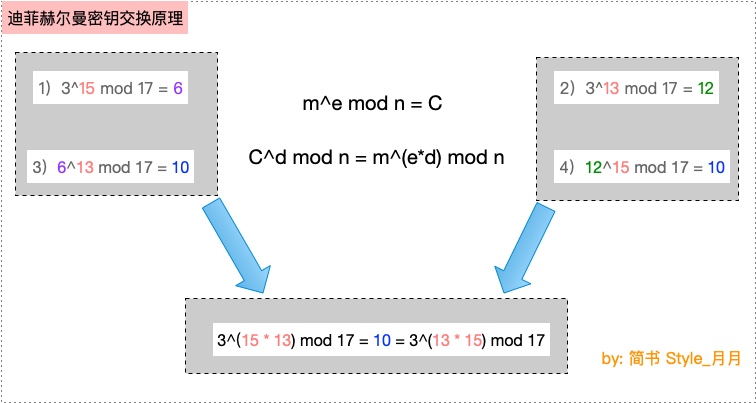 迪菲赫尔曼密钥交换原理
1）3^15 mod 17 = 6
2）3^13 mod 17 = 12
m^e mod n = C
C^d mod n = m^(e*d) mod n
3）6^13 mod 17 = 10
4）12^15 mod 17 = 10
3^(15 * 13) mod 17 = 10 = 3^(13 * 15) mod 17
by: 简书 Style_月月